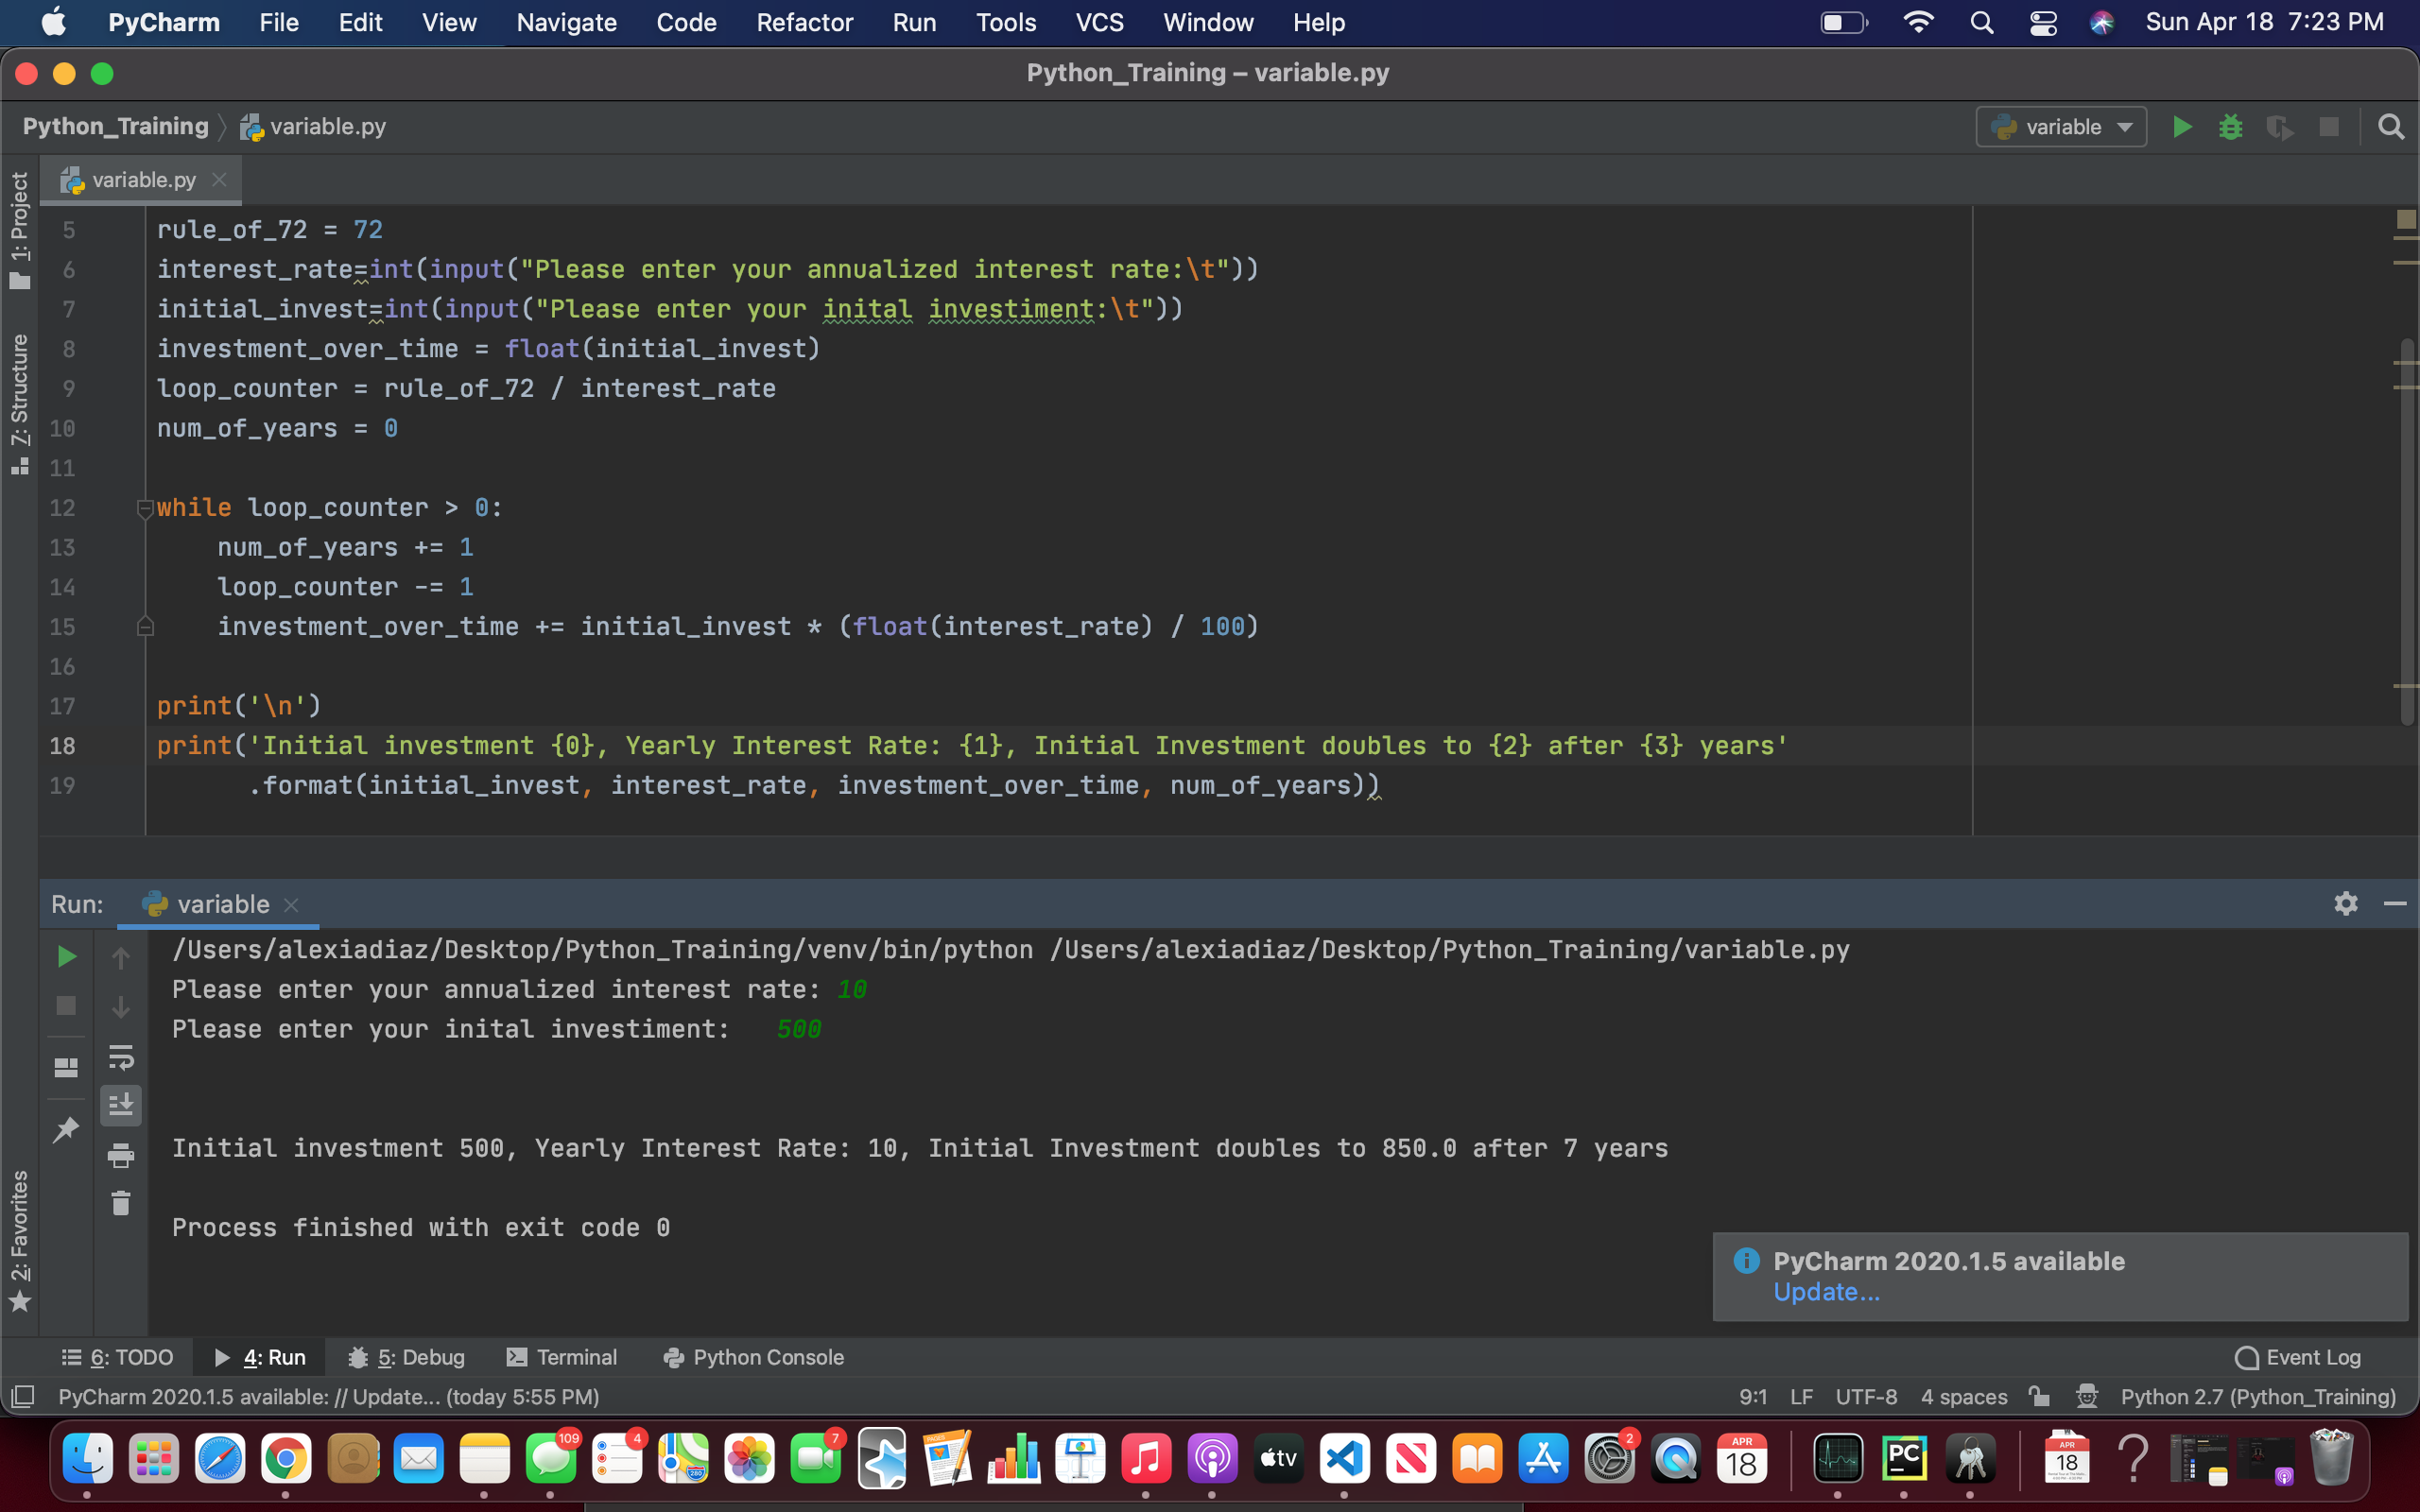 PyCharm File Edit View Navigate Code Refactor Run Tools VCS Window Help Sun Apr 18 7:23 PM
Python_Training – variable.py
Python_Training variable.py variable
variable.py
1: Project
7: Structure
2: Favorites
5 rule_of_72 = 72
6 interest_rate=int(input("Please enter your annualized interest rate:\t"))
7 initial_invest=int(input("Please enter your inital investiment:\t"))
8 investment_over_time = float(initial_invest)
9 loop_counter = rule_of_72 / interest_rate
10 num_of_years = 0
11
12 while loop_counter > 0:
13     num_of_years += 1
14     loop_counter -= 1
15     investment_over_time += initial_invest * (float(interest_rate) / 100)
16
17 print('\n')
18 print('Initial investment {0}, Yearly Interest Rate: {1}, Initial Investment doubles to {2} after {3} years'
19       .format(initial_invest, interest_rate, investment_over_time, num_of_years))
Run: variable
/Users/alexiadiaz/Desktop/Python_Training/venv/bin/python /Users/alexiadiaz/Desktop/Python_Training/variable.py
Please enter your annualized interest rate: 10
Please enter your inital investiment:   500
Initial investment 500, Yearly Interest Rate: 10, Initial Investment doubles to 850.0 after 7 years
Process finished with exit code 0
PyCharm 2020.1.5 available
Update...
6: TODO 4: Run 5: Debug Terminal Python Console Event Log
PyCharm 2020.1.5 available: // Update... (today 5:55 PM) 9:1 LF UTF-8 4 spaces Python 2.7 (Python_Training)
109 4 7 2
PAGES 280 tv APR 18 PC APR 18